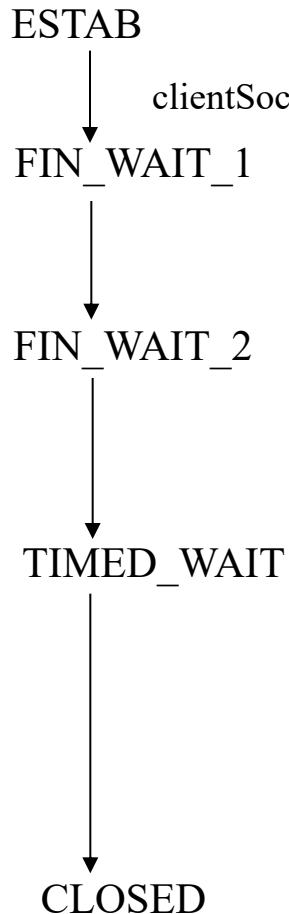 ESTAB
clientSoc
FIN_WAIT_1
FIN_WAIT_2
TIMED_WAIT
CLOSED